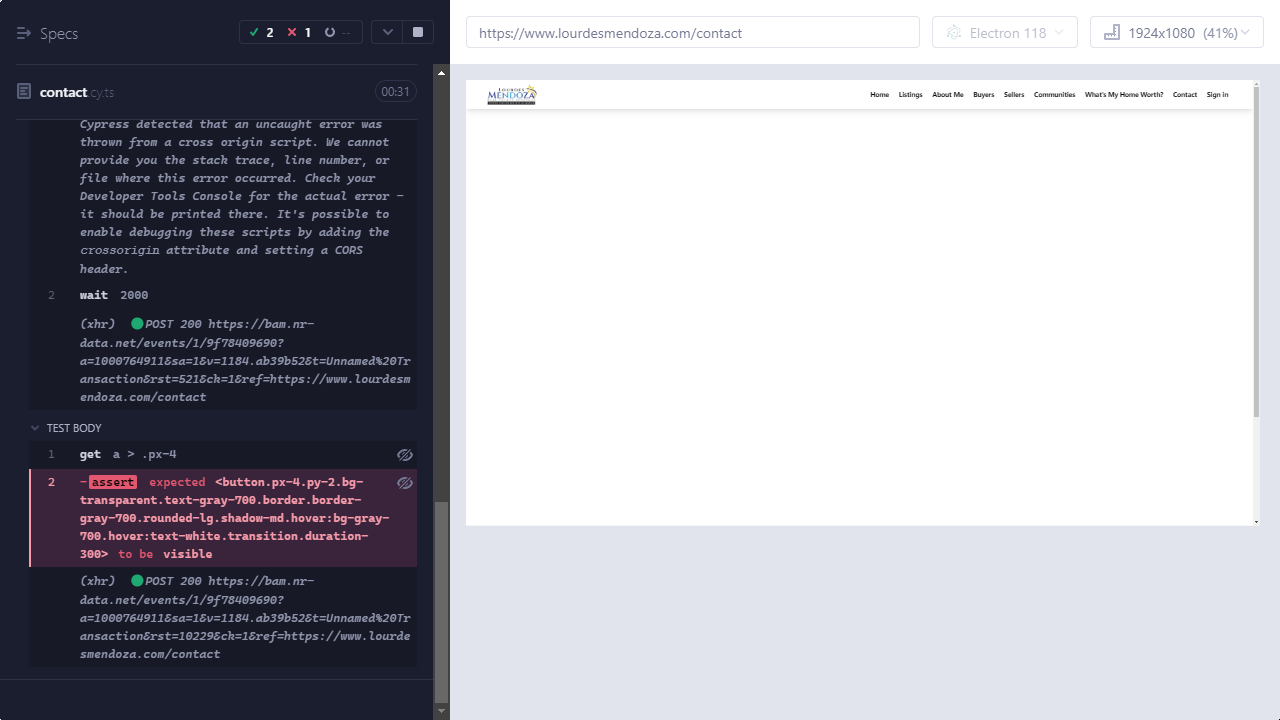 Specs
2
1
--
contact.cy.ts
00:31
Cypress detected that an uncaught error was
thrown from a cross origin script. We cannot
provide you the stack trace, line number, or
file where this error occurred. Check your
Developer Tools Console for the actual error –
it should be printed there. It's possible to
enable debugging these scripts by adding the
crossorigin attribute and setting a CORS
header.
2 wait 2000
(xhr) POST 200 https://bam.nr-
data.net/events/1/9f78409690?
a=1000764911&sa=1&v=1184.ab39b52&t=Unnamed%20Tr
ansaction&rst=521&ck=1&ref=https://www.lourdesm
endoza.com/contact
TEST BODY
1 get a > .px-4
2 -assert expected <button.px-4.py-2.bg-
transparent.text-gray-700.border.border-
gray-700.rounded-lg.shadow-md.hover:bg-gray-
700.hover:text-white.transition.duration-
300> to be visible
(xhr) POST 200 https://bam.nr-
data.net/events/1/9f78409690?
a=1000764911&sa=1&v=1184.ab39b52&t=Unnamed%20Tr
ansaction&rst=10229&ck=1&ref=https://www.lourde
smendoza.com/contact
https://www.lourdesmendoza.com/contact
Electron 118
1924x1080 (41%)
LOURDES
MENDOZA
Home Listings About Me Buyers Sellers Communities What's My Home Worth? Contact Sign in